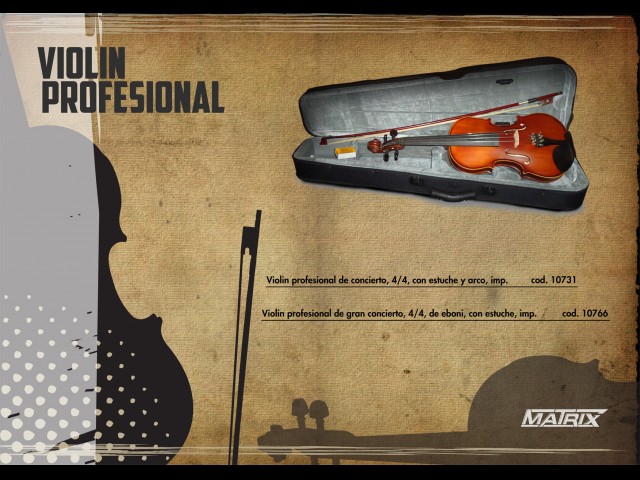 VIOLIN
PROFESIONAL
Violin profesional de concierto, 4/4, con estuche y arco, imp. cod. 10731
Violin profesional de gran concierto, 4/4, de eboni, con estuche, imp. cod. 10766
MATRIX